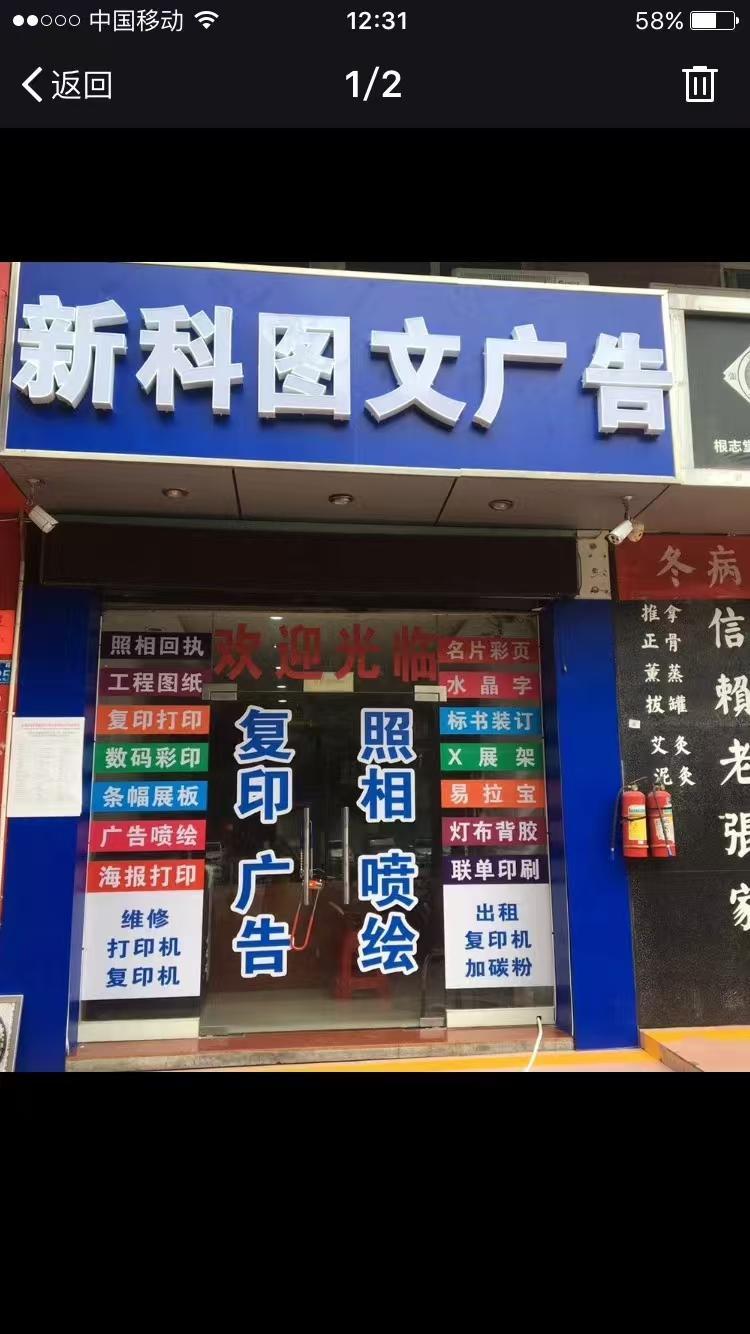 中国移动 12:31 58%
返回 1/2
新科图文广告
根志堂
欢迎光临
照相回执
工程图纸
复印打印
数码彩印
条幅展板
广告喷绘
海报打印
维修
打印机
复印机
复印 广告
照相 喷绘
名片彩页
水晶字
标书装订
X展架
易拉宝
灯布背胶
联单印刷
出租
复印机
加碳粉
冬病
推拿
正骨
薰蒸
拔罐
艾灸
泥灸
信賴老張家